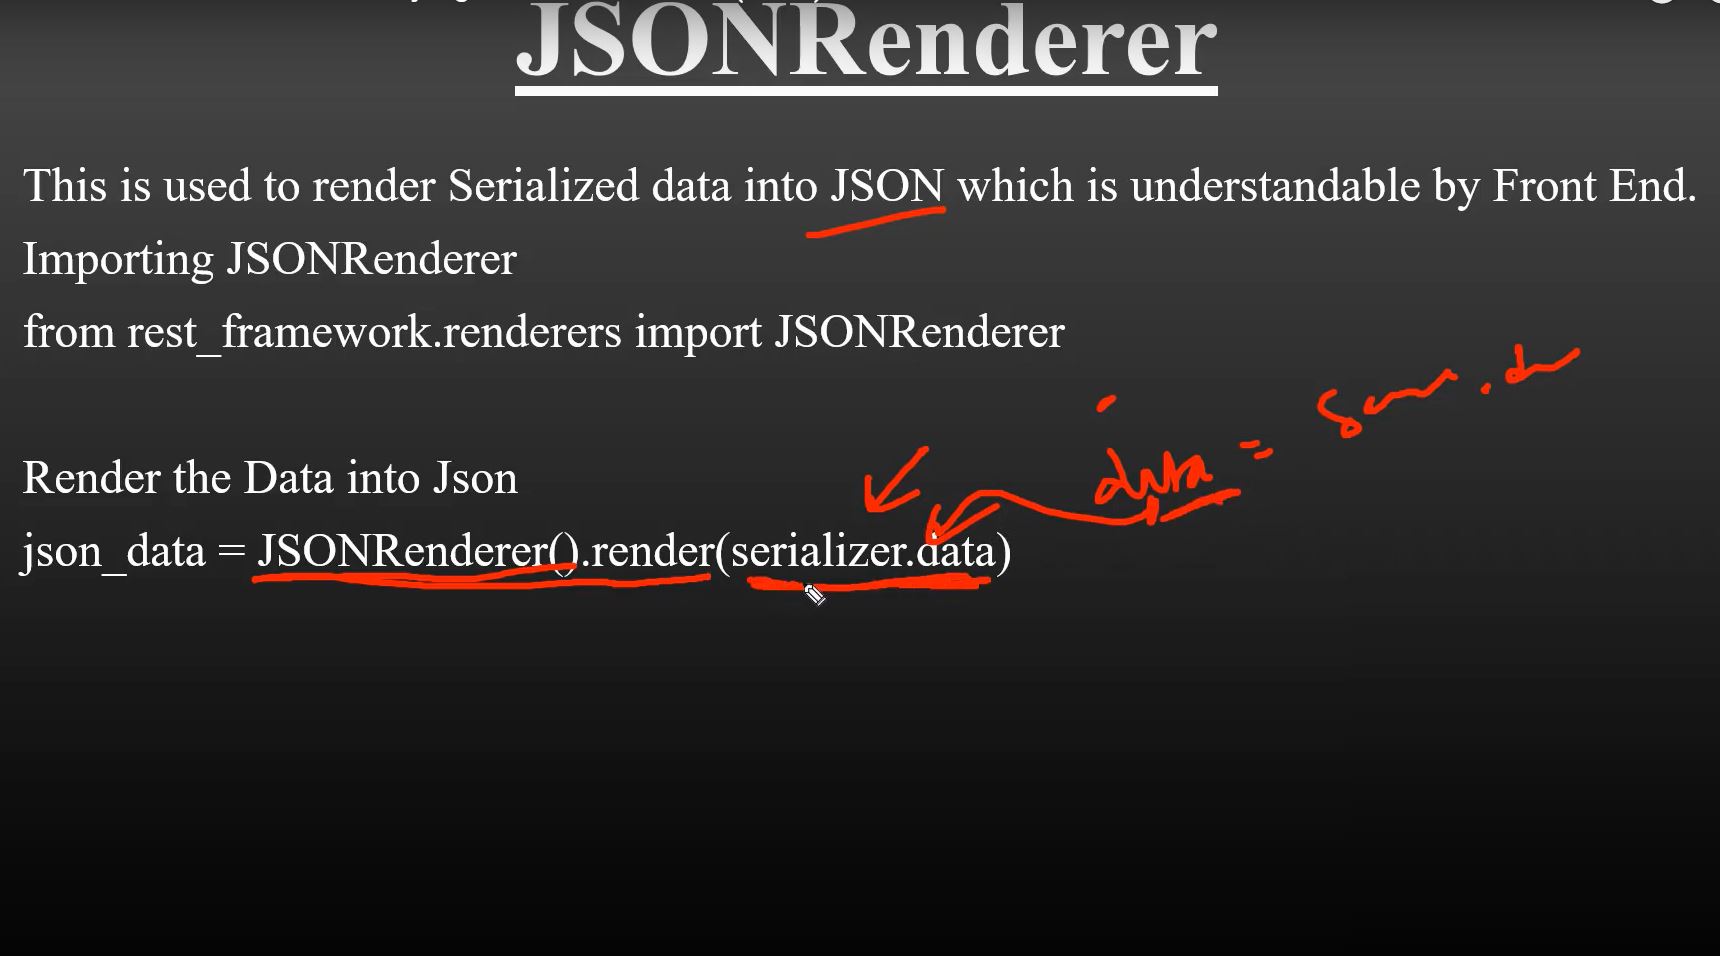 JSONRenderer
This is used to render Serialized data into JSON which is understandable by Front End.
Importing JSONRenderer
from rest_framework.renderers import JSONRenderer
data =
Render the Data into Json
json_data = JSONRenderer().render(serializer.data)